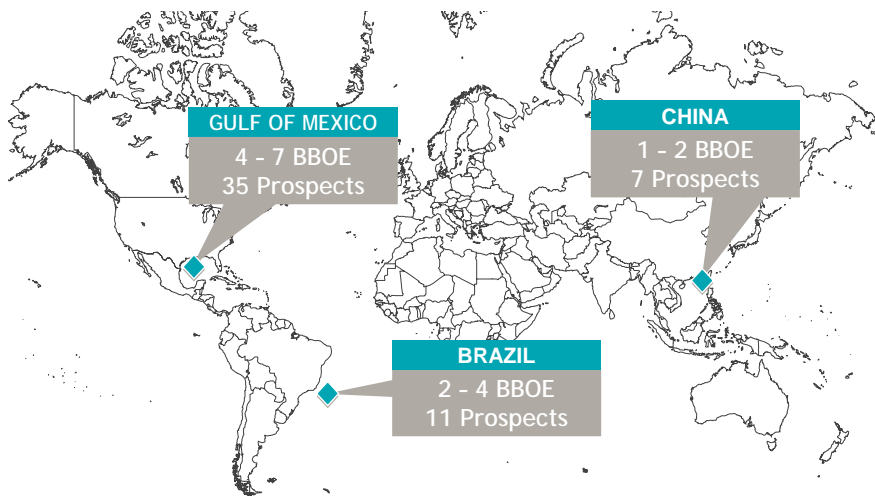 GULF OF MEXICO
4 – 7 BBOE
35 Prospects
CHINA
1 – 2 BBOE
7 Prospects
BRAZIL
2 – 4 BBOE
11 Prospects